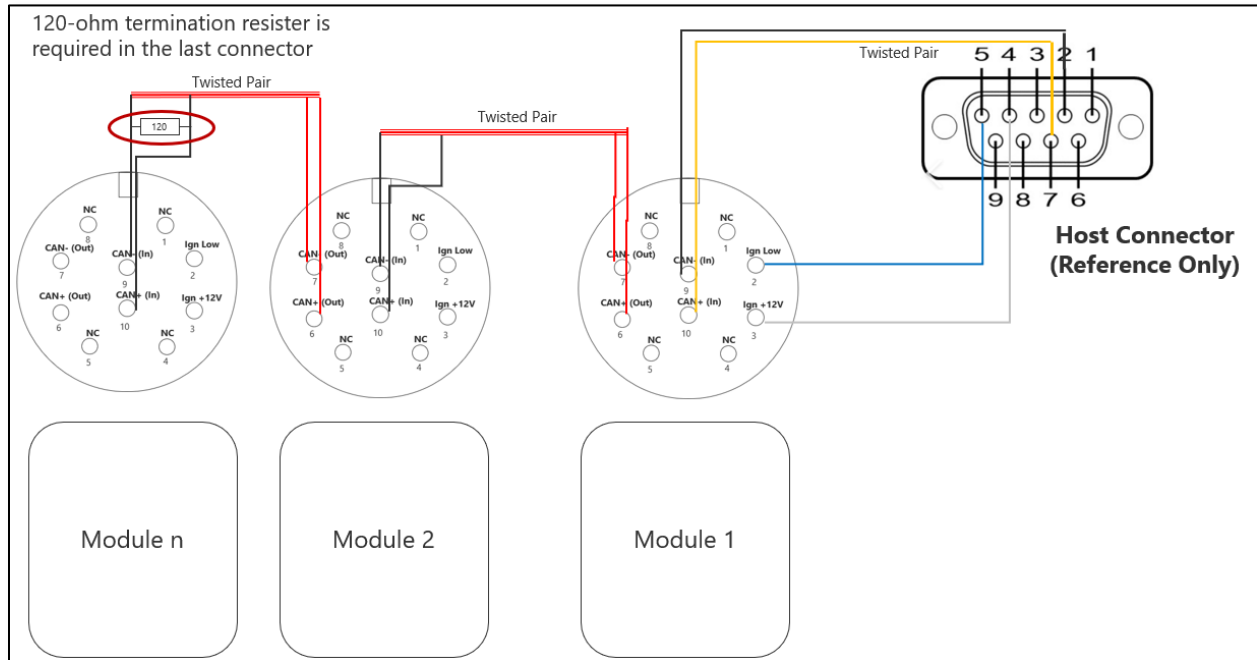 120-ohm termination resister is
required in the last connector
Twisted Pair
120
Twisted Pair
Twisted Pair
5 4 3 2 1
9 8 7 6
Host Connector
(Reference Only)
NC
8
NC
1
CAN- (Out)
7
CAN- (In)
9
Ign Low
2
CAN+ (Out)
6
CAN+ (In)
10
Ign +12V
3
NC
5
NC
4
NC
8
NC
1
CAN- (Out)
7
CAN- (In)
9
Ign Low
2
CAN+ (Out)
6
CAN+ (In)
10
Ign +12V
3
NC
5
NC
4
NC
8
NC
1
CAN- (Out)
7
CAN- (In)
9
Ign Low
2
CAN+ (Out)
6
CAN+ (In)
10
Ign +12V
3
NC
5
NC
4
Module n
Module 2
Module 1